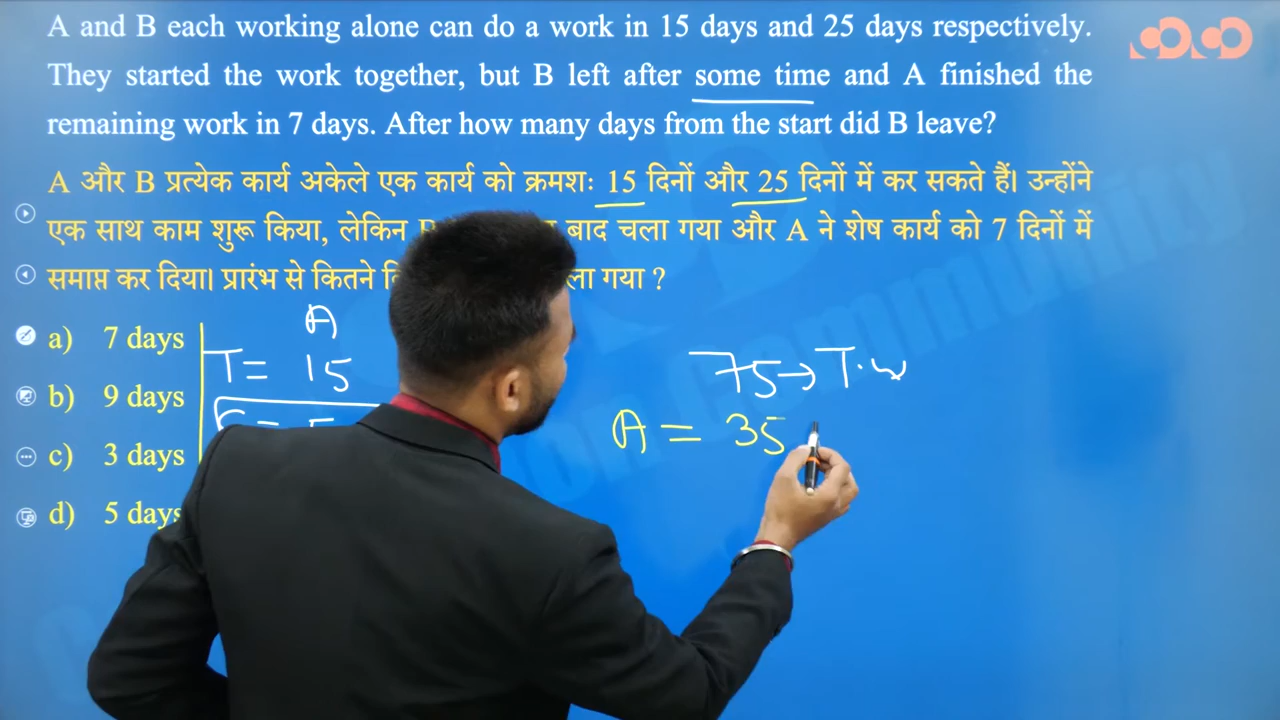 A and B each working alone can do a work in 15 days and 25 days respectively.
They started the work together, but B left after some time and A finished the
remaining work in 7 days. After how many days from the start did B leave?
A और B प्रत्येक कार्य अकेले एक कार्य को क्रमशः 15 दिनों और 25 दिनों में कर सकते हैं। उन्होंने
एक साथ काम शुरू किया, लेकिन बाद चला गया और A ने शेष कार्य को 7 दिनों में
समाप्त कर दिया। प्रारंभ से कितने गया ?
a) 7 days
b) 9 days
c) 3 days
d) 5 days
A
T = 15
75 → T.W
A = 35